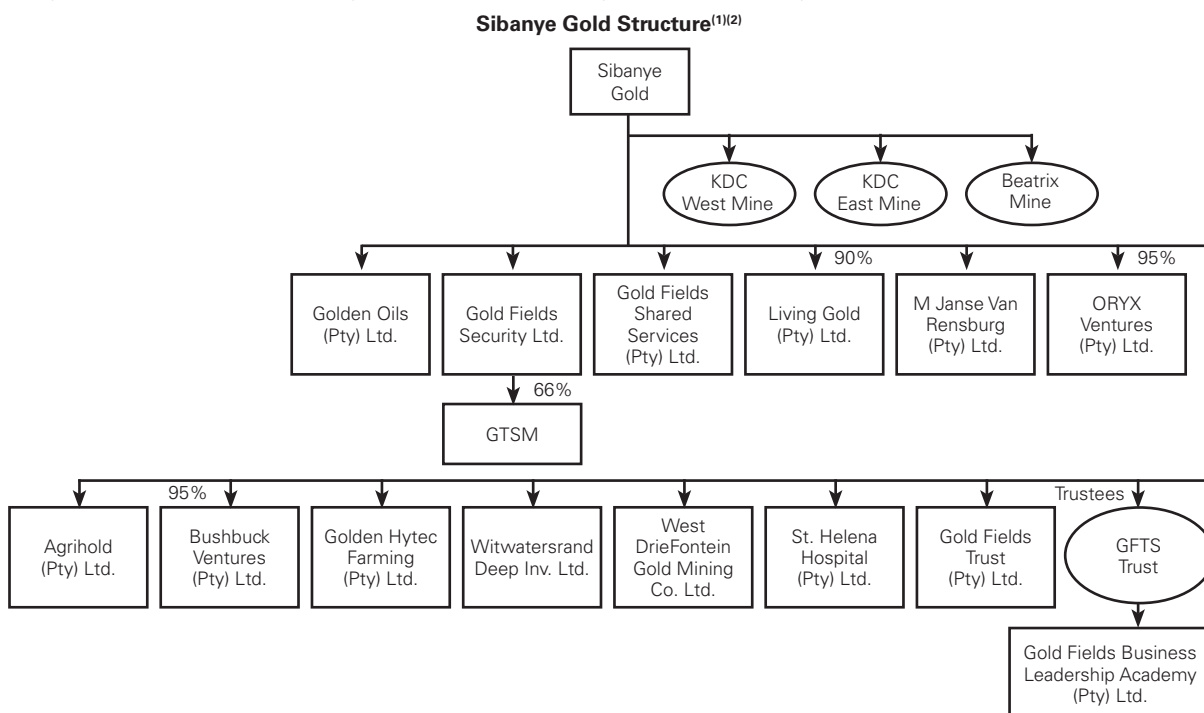 Sibanye Gold Structure(1)(2)
Sibanye
Gold
KDC
West Mine
KDC
East Mine
Beatrix
Mine
90%
95%
Golden Oils
(Pty) Ltd.
Gold Fields
Security Ltd.
Gold Fields
Shared
Services
(Pty) Ltd.
Living Gold
(Pty) Ltd.
M Janse Van
Rensburg
(Pty) Ltd.
ORYX
Ventures
(Pty) Ltd.
66%
GTSM
95%
Trustees
Agrihold
(Pty) Ltd.
Bushbuck
Ventures
(Pty) Ltd.
Golden Hytec
Farming
(Pty) Ltd.
Witwatersrand
Deep Inv. Ltd.
West
DrieFontein
Gold Mining
Co. Ltd.
St. Helena
Hospital
(Pty) Ltd.
Gold Fields
Trust
(Pty) Ltd.
GFTS
Trust
Gold Fields Business
Leadership Academy
(Pty) Ltd.